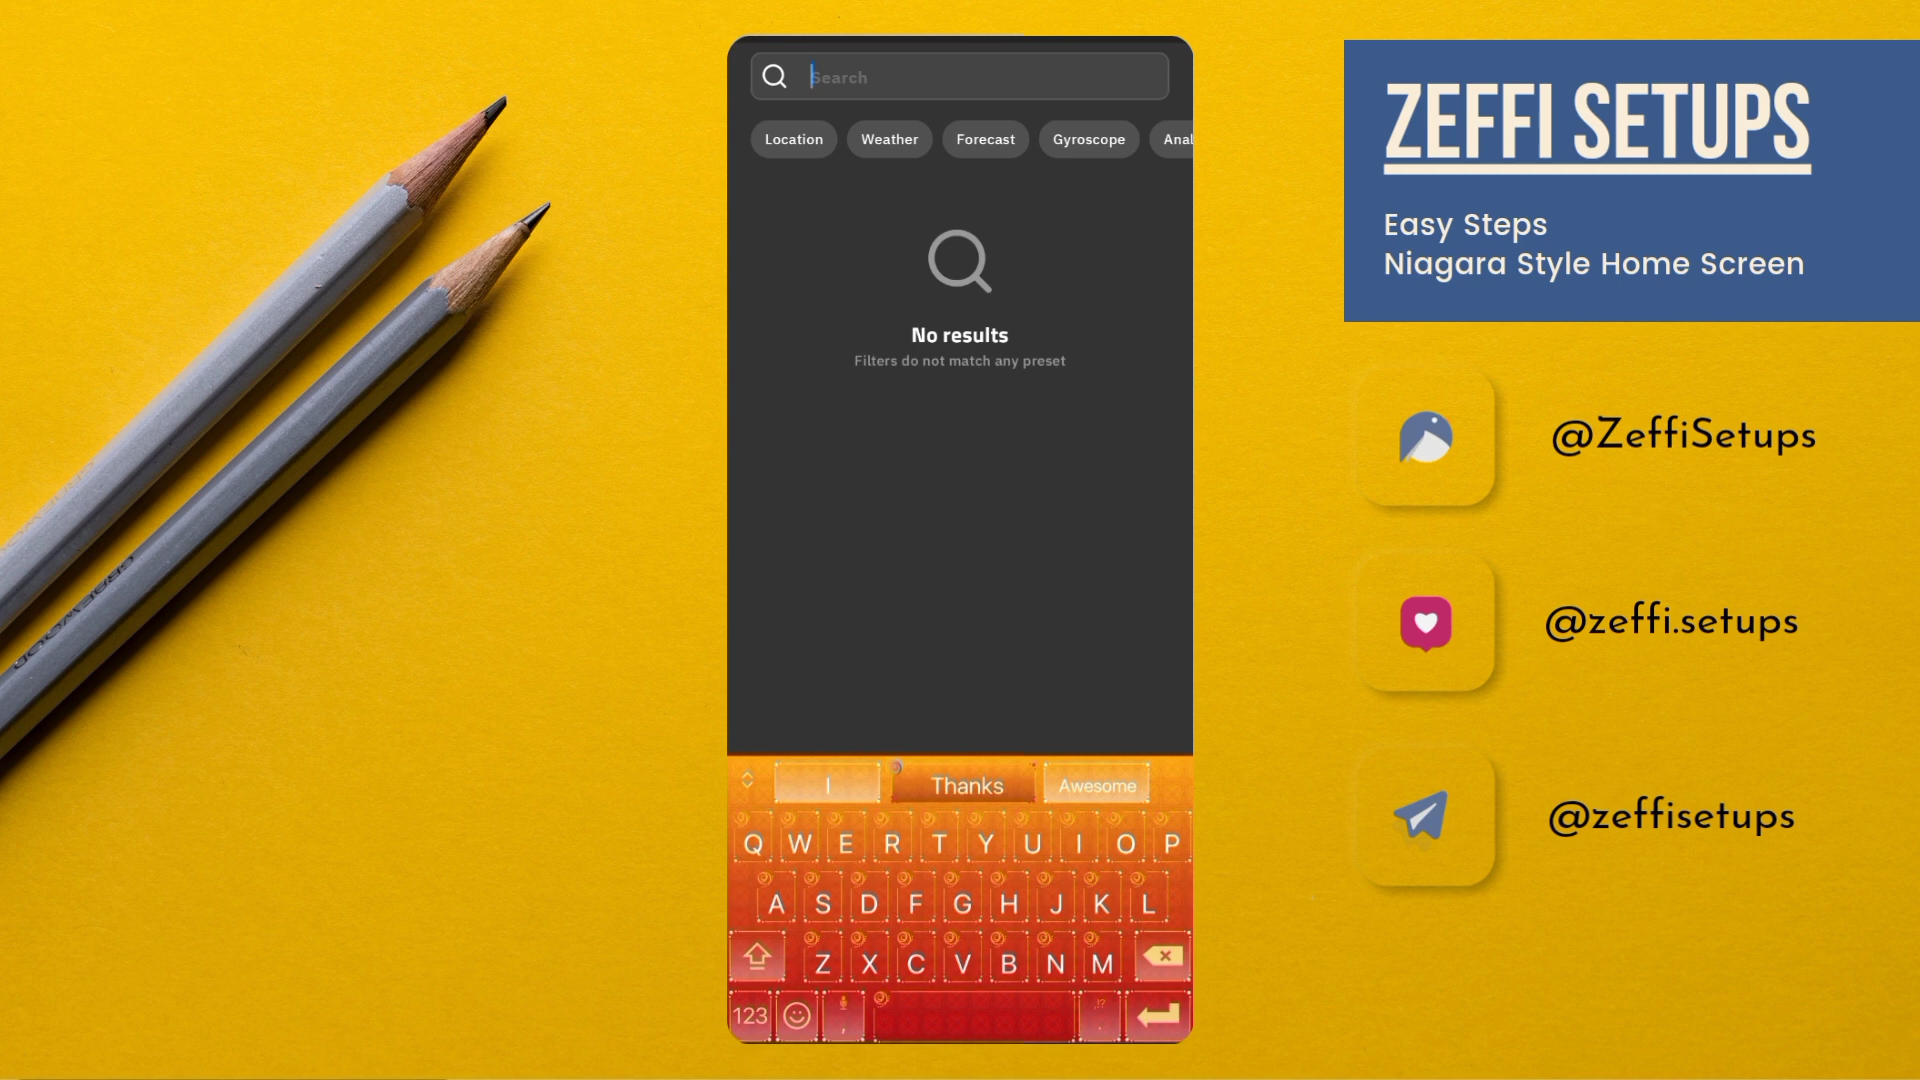 Search
Location Weather Forecast Gyroscope Anal
No results
Filters do not match any preset
I Thanks Awesome
Q W E R T Y U I O P
A S D F G H J K L
Z X C V B N M
123 , .
ZEFFI SETUPS
Easy Steps
Niagara Style Home Screen
@ZeffiSetups
@zeffi.setups
@zeffisetups